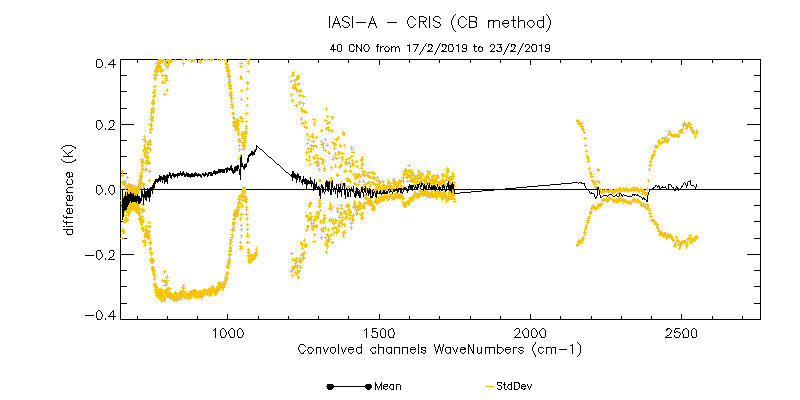 IASI-A - CRIS (CB method)
40 CNO from 17/2/2019 to 23/2/2019
0.4
0.2
0.0
-0.2
-0.4
difference (K)
1000 1500 2000 2500
Convolved channels WaveNumbers (cm-1)
Mean StdDev